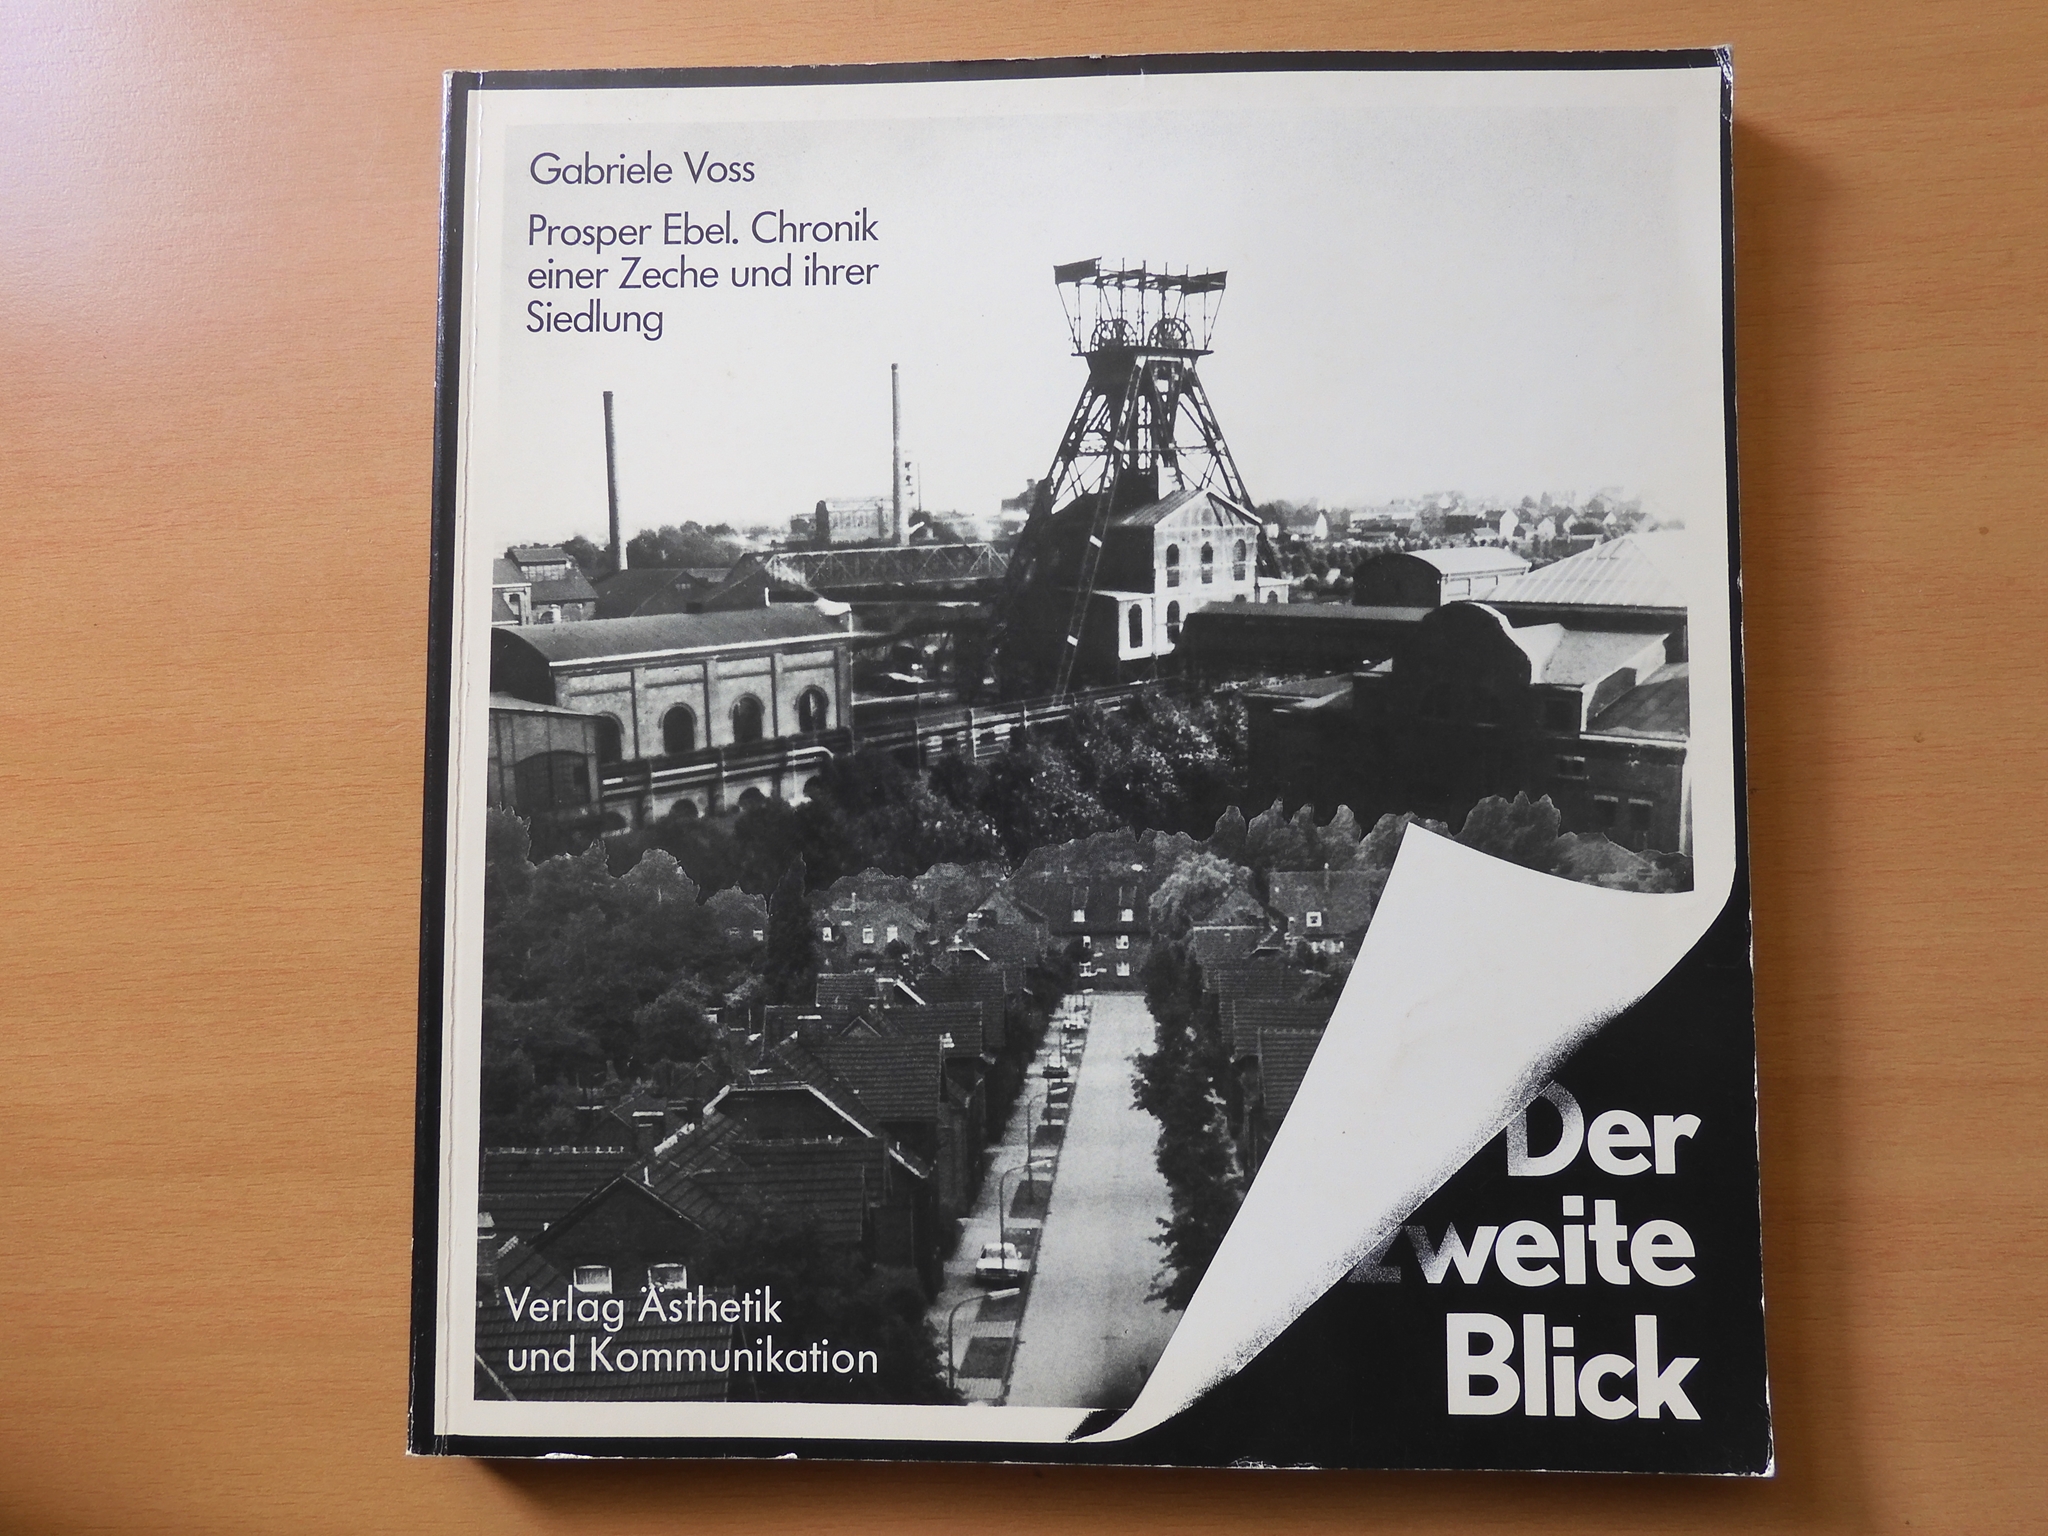 Gabriele Voss
Prosper Ebel. Chronik
einer Zeche und ihrer
Siedlung
Verlag Ästhetik
und Kommunikation
Der
zweite
Blick